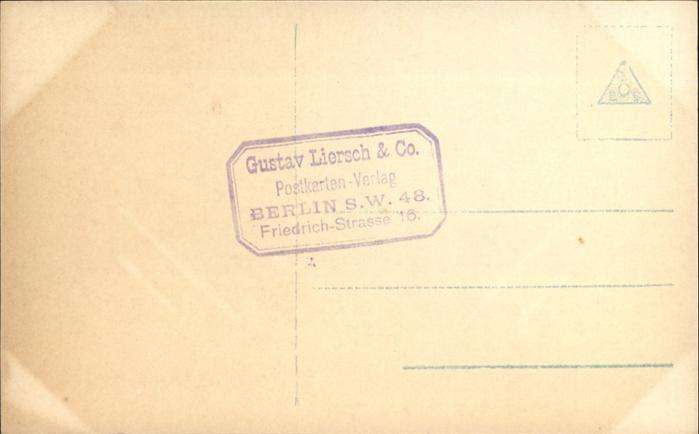 Gustav Liersch & Co.
Postkarten-Verlag
BERLIN S.W. 48.
Friedrich-Strasse 16.